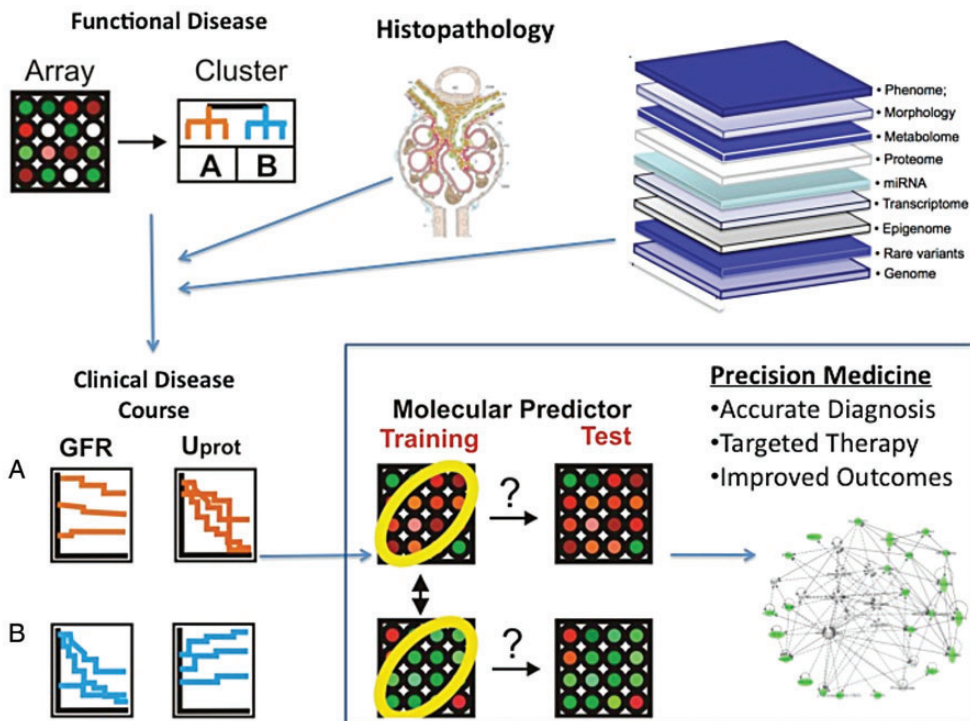 Functional Disease
Array
Cluster
A
B
Histopathology
• Phenome;
• Morphology
• Metabolome
• Proteome
• miRNA
• Transcriptome
• Epigenome
• Rare variants
• Genome
Clinical Disease
Course
GFR
Uprot
A
B
Molecular Predictor
Training
Test
?
?
Precision Medicine
•Accurate Diagnosis
•Targeted Therapy
•Improved Outcomes